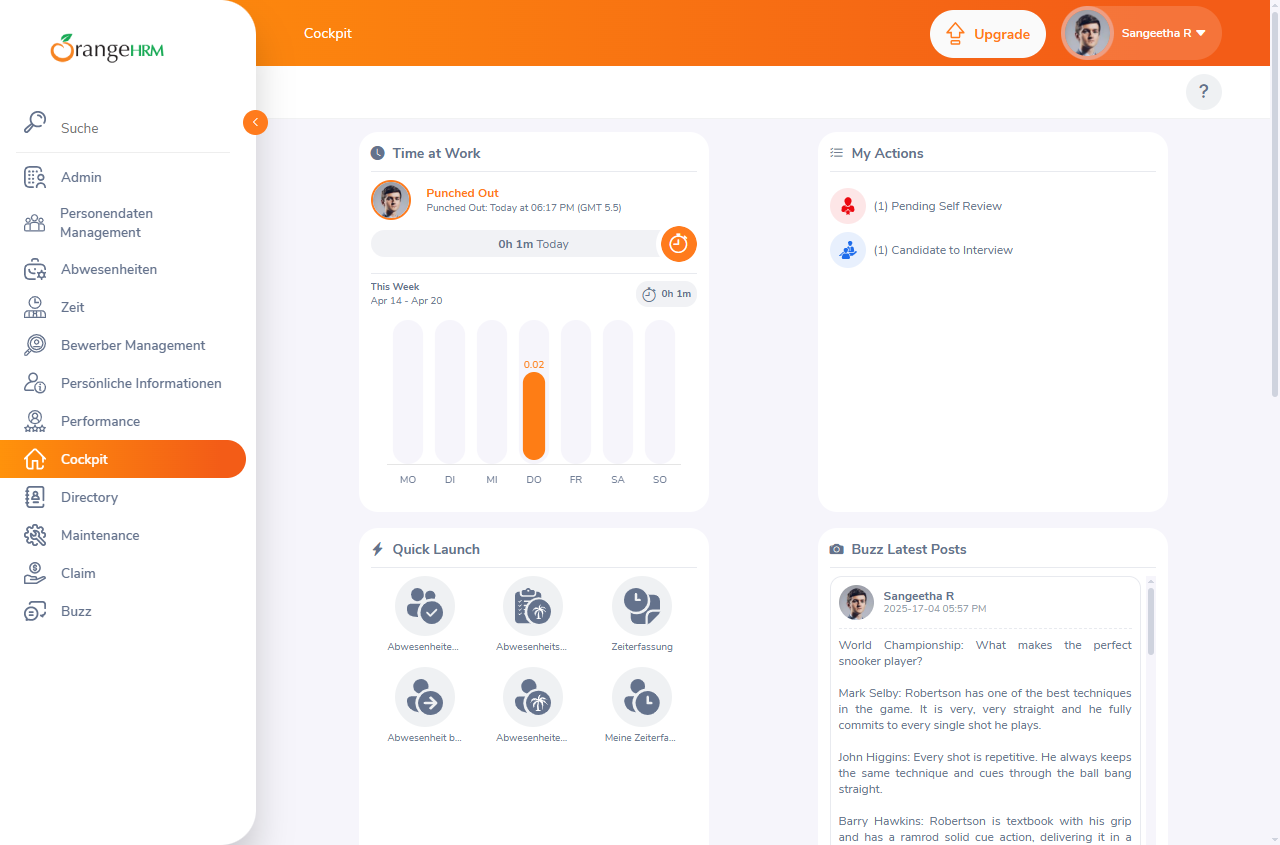 OrangeHRM
Cockpit
Upgrade
Sangeetha R
?
Suche
Admin
Personendaten
Management
Abwesenheiten
Zeit
Bewerber Management
Persönliche Informationen
Performance
Cockpit
Directory
Maintenance
Claim
Buzz
Time at Work
Punched Out
Punched Out: Today at 06:17 PM (GMT 5.5)
0h 1m Today
This Week
Apr 14 - Apr 20
0h 1m
0.02
MO DI MI DO FR SA SO
My Actions
(1) Pending Self Review
(1) Candidate to Interview
Quick Launch
Abwesenheite...
Abwesenheits...
Zeiterfassung
Abwesenheit b...
Abwesenheite...
Meine Zeiterfa...
Buzz Latest Posts
Sangeetha R
2025-17-04 05:57 PM
World Championship: What makes the perfect
snooker player?
Mark Selby: Robertson has one of the best techniques
in the game. It is very, very straight and he fully
commits to every single shot he plays.
John Higgins: Every shot is repetitive. He always keeps
the same technique and cues through the ball bang
straight.
Barry Hawkins: Robertson is textbook with his grip
and has a ramrod solid cue action, delivering it in a